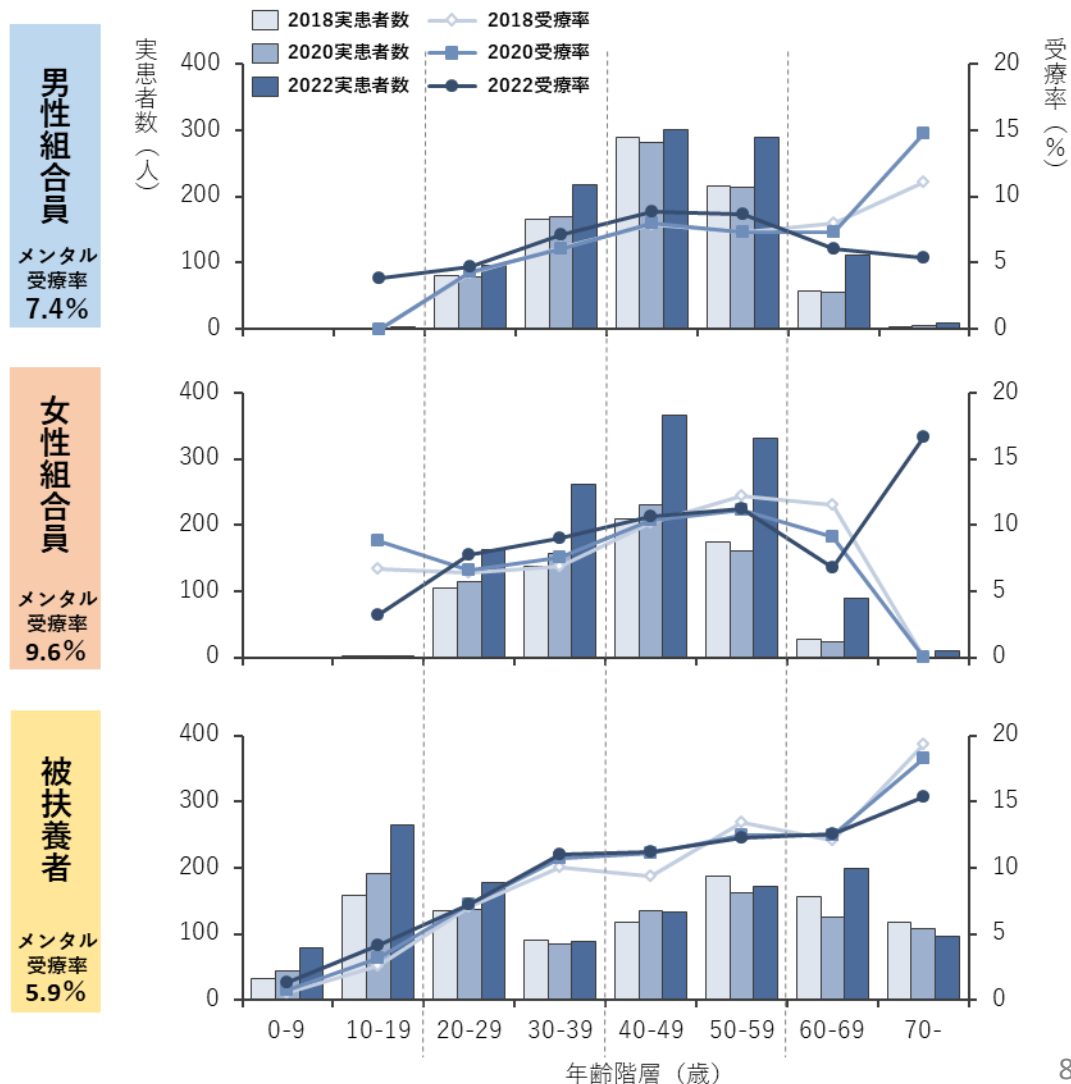 2018実患者数 2018受療率
2020実患者数 2020受療率
2022実患者数 2022受療率
男性組合員
メンタル
受療率
7.4%
実患者数（人）
受療率（%）
400
300
200
100
0
20
15
10
5
0
女性組合員
メンタル
受療率
9.6%
400
300
200
100
0
20
15
10
5
0
被扶養者
メンタル
受療率
5.9%
400
300
200
100
0
20
15
10
5
0
0-9 10-19 20-29 30-39 40-49 50-59 60-69 70-
年齢階層（歳）
8